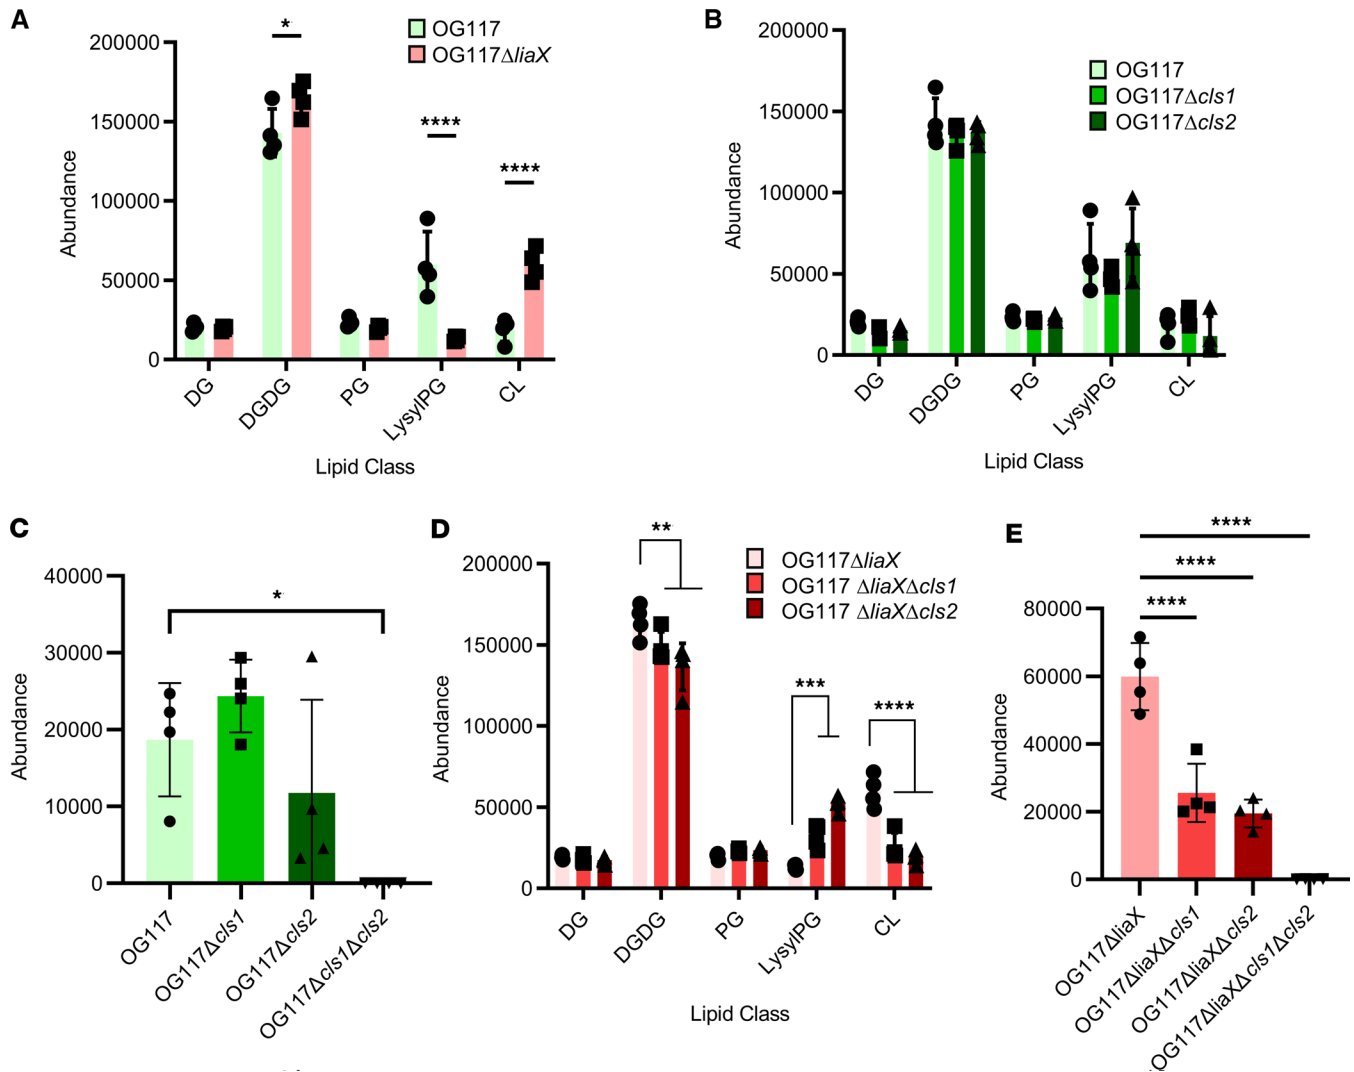 A
*
OG117
OG117ΔliaX
200000
150000
100000
50000
0
****
****
Abundance
DG
DGDG
PG
LysylPG
CL
Lipid Class
B
200000
150000
100000
50000
0
OG117
OG117Δcls1
OG117Δcls2
Abundance
DG
DGDG
PG
LysylPG
CL
Lipid Class
C
40000
30000
20000
10000
0
*
Abundance
OG117
OG117Δcls1
OG117Δcls2
OG117Δcls1Δcls2
D
200000
150000
100000
50000
0
**
***
****
OG117ΔliaX
OG117 ΔliaXΔcls1
OG117 ΔliaXΔcls2
Abundance
DG
DGDG
PG
LysylPG
CL
Lipid Class
E
****
****
****
80000
60000
40000
20000
0
Abundance
OG117ΔliaX
OG117ΔliaXΔcls1
OG117ΔliaXΔcls2
OG117ΔliaXΔcls1Δcls2